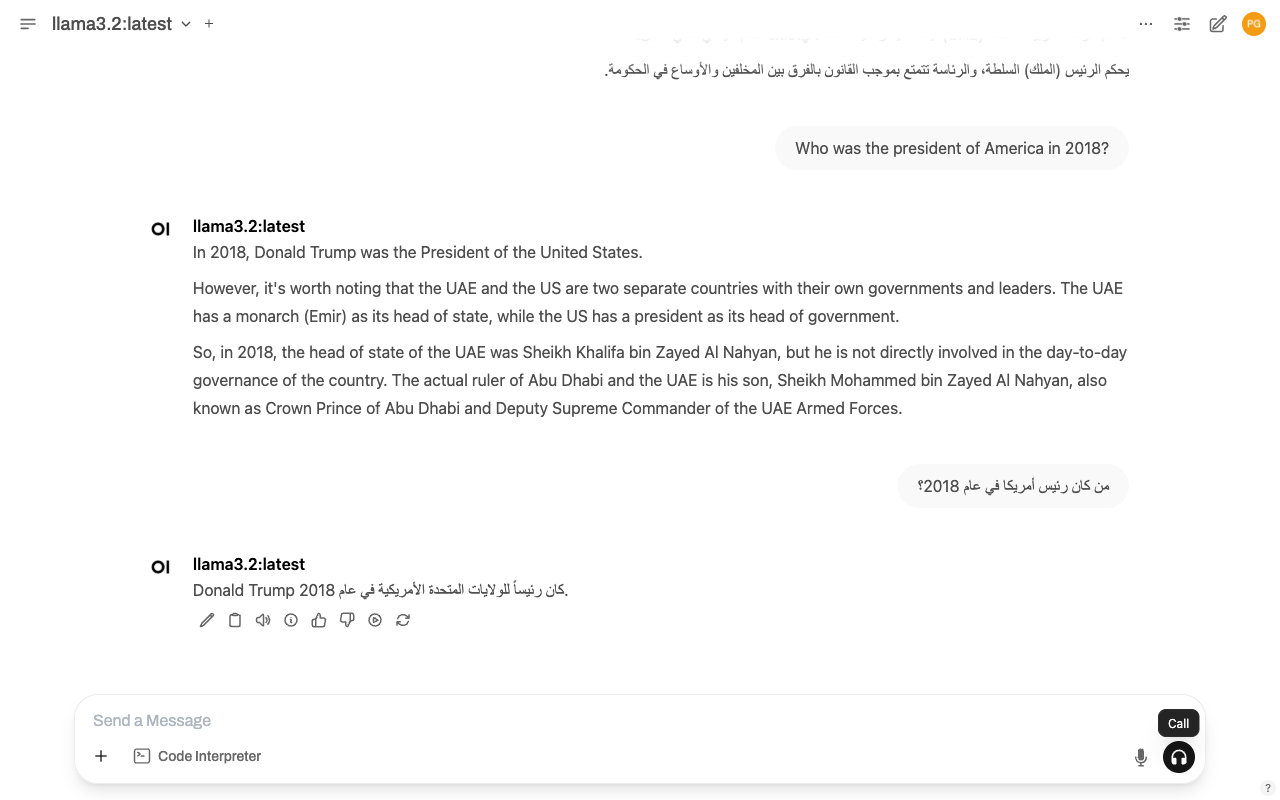 llama3.2:latest
PG
يحكم الرئيس (الملك) السلطة، والرئاسة تتمتع بموجب القانون بالفرق بين المخلفين والأوساع في الحكومة.
Who was the president of America in 2018?
OI
llama3.2:latest
In 2018, Donald Trump was the President of the United States.
However, it's worth noting that the UAE and the US are two separate countries with their own governments and leaders. The UAE
has a monarch (Emir) as its head of state, while the US has a president as its head of government.
So, in 2018, the head of state of the UAE was Sheikh Khalifa bin Zayed Al Nahyan, but he is not directly involved in the day-to-day
governance of the country. The actual ruler of Abu Dhabi and the UAE is his son, Sheikh Mohammed bin Zayed Al Nahyan, also
known as Crown Prince of Abu Dhabi and Deputy Supreme Commander of the UAE Armed Forces.
من كان رئيس أمريكا في عام 2018؟
OI
llama3.2:latest
Donald Trump كان رئيساً للولايات المتحدة الأمريكية في عام 2018.
Send a Message
Call
Code Interpreter
?